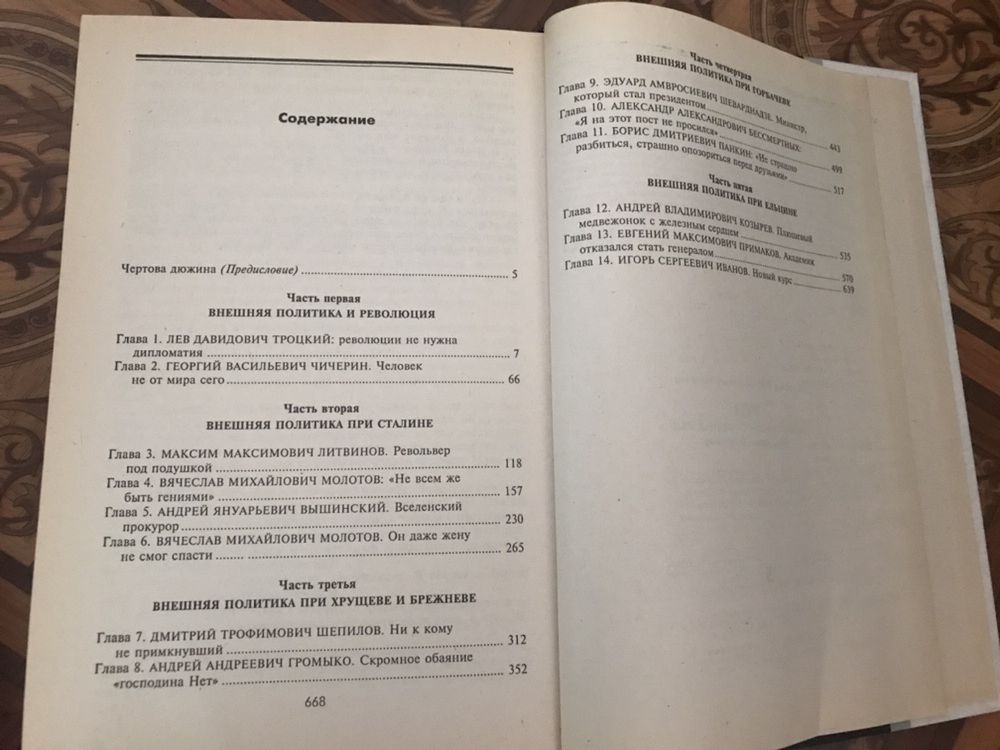 Содержание
Чертова дюжина (Предисловие) ........ 5
Часть первая
ВНЕШНЯЯ ПОЛИТИКА И РЕВОЛЮЦИЯ
Глава 1. ЛЕВ ДАВИДОВИЧ ТРОЦКИЙ: революции не нужна
дипломатия ........ 7
Глава 2. ГЕОРГИЙ ВАСИЛЬЕВИЧ ЧИЧЕРИН. Человек
не от мира сего ........ 66
Часть вторая
ВНЕШНЯЯ ПОЛИТИКА ПРИ СТАЛИНЕ
Глава 3. МАКСИМ МАКСИМОВИЧ ЛИТВИНОВ. Револьвер
под подушкой ........ 118
Глава 4. ВЯЧЕСЛАВ МИХАЙЛОВИЧ МОЛОТОВ: «Не всем же
быть гениями» ........ 157
Глава 5. АНДРЕЙ ЯНУАРЬЕВИЧ ВЫШИНСКИЙ. Вселенский
прокурор ........ 230
Глава 6. ВЯЧЕСЛАВ МИХАЙЛОВИЧ МОЛОТОВ. Он даже жену
не смог спасти ........ 265
Часть третья
ВНЕШНЯЯ ПОЛИТИКА ПРИ ХРУЩЕВЕ И БРЕЖНЕВЕ
Глава 7. ДМИТРИЙ ТРОФИМОВИЧ ШЕПИЛОВ. Ни к кому
не примкнувший ........ 312
Глава 8. АНДРЕЙ АНДРЕЕВИЧ ГРОМЫКО. Скромное обаяние
«господина Нет» ........ 352
668
Часть четвертая
ВНЕШНЯЯ ПОЛИТИКА ПРИ ГОРБАЧЕВЕ
Глава 9. ЭДУАРД АМВРОСИЕВИЧ ШЕВАРДНАДЗЕ. Министр,
который стал президентом ........ 443
Глава 10. АЛЕКСАНДР АЛЕКСАНДРОВИЧ БЕССМЕРТНЫХ:
«Я на этот пост не просился» ........ 499
Глава 11. БОРИС ДМИТРИЕВИЧ ПАНКИН: «Не страшно
разбиться, страшно опозориться перед друзьями» ........ 517
Часть пятая
ВНЕШНЯЯ ПОЛИТИКА ПРИ ЕЛЬЦИНЕ
Глава 12. АНДРЕЙ ВЛАДИМИРОВИЧ КОЗЫРЕВ. Плюшевый
медвежонок с железным сердцем ........ 535
Глава 13. ЕВГЕНИЙ МАКСИМОВИЧ ПРИМАКОВ. Академик
отказался стать генералом ........ 570
Глава 14. ИГОРЬ СЕРГЕЕВИЧ ИВАНОВ. Новый курс ........ 639